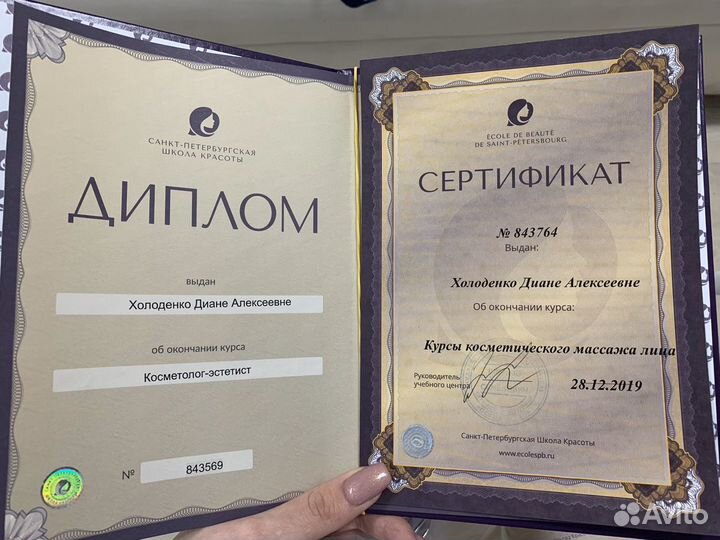 САНКТ-ПЕТЕРБУРГСКАЯ
ШКОЛА КРАСОТЫ
ДИПЛОМ
выдан
Холоденко Диане Алексеевне
об окончании курса
Косметолог-эстетист
№ 843569
ÉCOLE DE BEAUTÉ
DE SAINT-PÉTERSBOURG
СЕРТИФИКАТ
№ 843764
Выдан:
Холоденко Диане Алексеевне
Об окончании курса:
Курсы косметического массажа лица
Руководитель
учебного центра
28.12.2019
Санкт-Петербургская Школа Красоты
www.ecolespb.ru
Avito